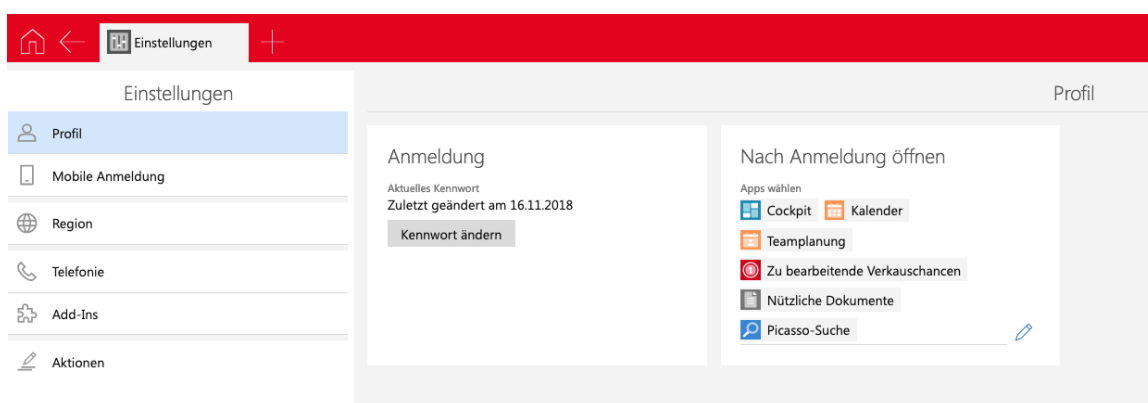 Einstellungen
Einstellungen
Profil
Mobile Anmeldung
Region
Telefonie
Add-Ins
Aktionen
Profil
Anmeldung
Aktuelles Kennwort
Zuletzt geändert am 16.11.2018
Kennwort ändern
Nach Anmeldung öffnen
Apps wählen
Cockpit Kalender
Teamplanung
Zu bearbeitende Verkauschancen
Nützliche Dokumente
Picasso-Suche